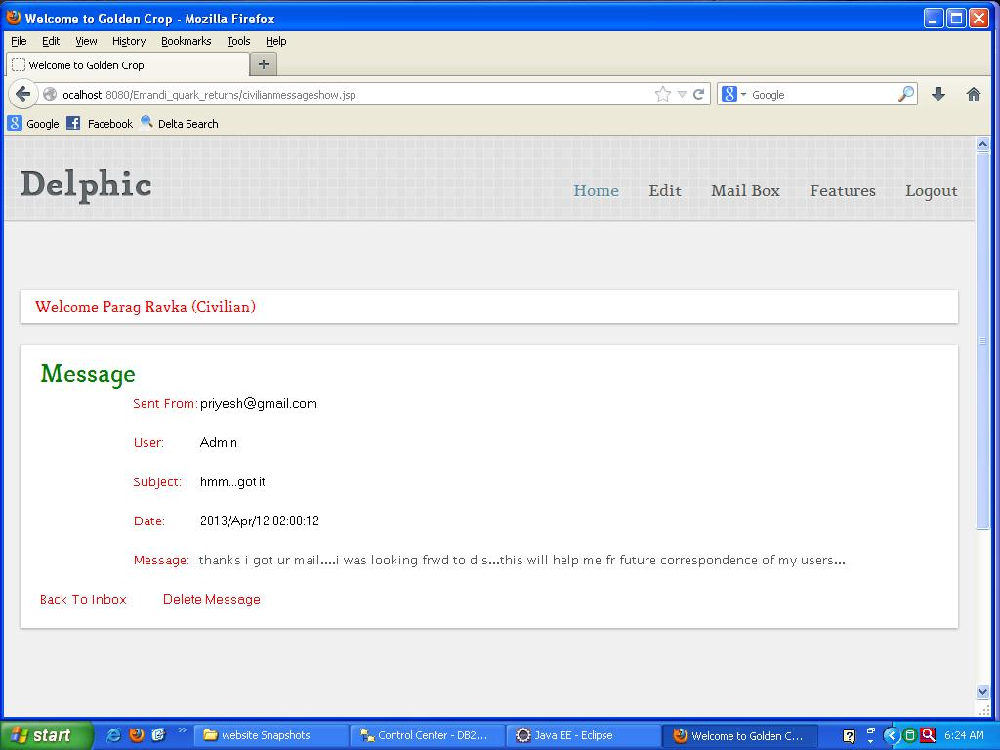 Welcome to Golden Crop - Mozilla Firefox
File Edit View History Bookmarks Tools Help
Welcome to Golden Crop +
localhost:8080/Emandi_quark_returns/civilianmessageshow.jsp Google
Google Facebook Delta Search
Delphic
Home Edit Mail Box Features Logout
Welcome Parag Ravka (Civilian)
Message
Sent From: priyesh@gmail.com
User: Admin
Subject: hmm...got it
Date: 2013/Apr/12 02:00:12
Message: thanks i got ur mail....i was looking frwd to dis...this will help me fr future correspondence of my users...
Back To Inbox Delete Message
start website Snapshots Control Center - DB2... Java EE - Eclipse Welcome to Golden C... 6:24 AM